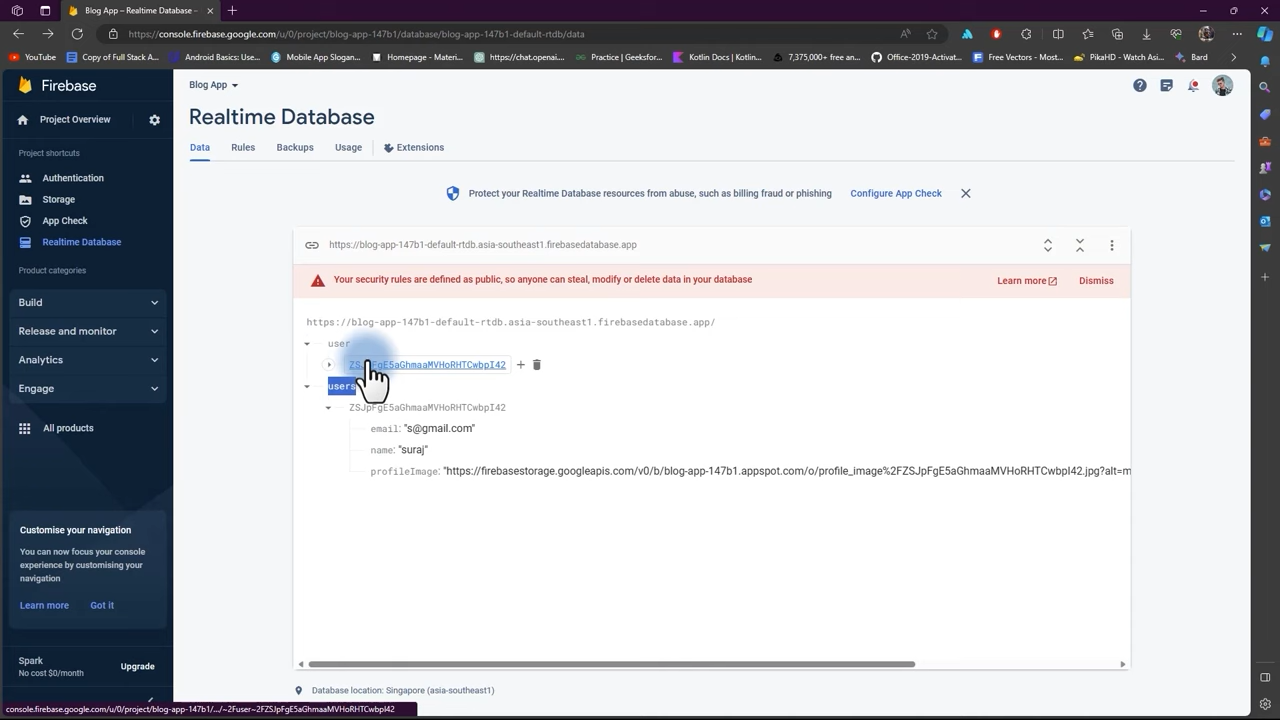 Blog App - Realtime Database -
https://console.firebase.google.com/u/0/project/blog-app-147b1/database/blog-app-147b1-default-rtdb/data
YouTube
Copy of Full Stack A...
Android Basics: Use...
Mobile App Slogan...
Homepage - Materi...
https://chat.openai...
Practice | Geeksfor...
Kotlin Docs | Kotlin...
7,375,000+ free an...
Office-2019-Activat...
Free Vectors - Most...
PikaHD - Watch Asi...
Bard
Firebase
Project Overview
Project shortcuts
Authentication
Storage
App Check
Realtime Database
Product categories
Build
Release and monitor
Analytics
Engage
All products
Customise your navigation
You can now focus your console
experience by customising your
navigation
Learn more
Got it
Spark
No cost $0/month
Upgrade
Blog App
Realtime Database
Data
Rules
Backups
Usage
Extensions
Protect your Realtime Database resources from abuse, such as billing fraud or phishing
Configure App Check
https://blog-app-147b1-default-rtdb.asia-southeast1.firebasedatabase.app
Your security rules are defined as public, so anyone can steal, modify or delete data in your database
Learn more
Dismiss
https://blog-app-147b1-default-rtdb.asia-southeast1.firebasedatabase.app/
user
ZSJpFgE5aGhmaaMVHoRHTCwbpI42
users
ZSJpFgE5aGhmaaMVHoRHTCwbpI42
email: "s@gmail.com"
name: "suraj"
profileImage: "https://firebasestorage.googleapis.com/v0/b/blog-app-147b1.appspot.com/o/profile_image%2FZSJpFgE5aGhmaaMVHoRHTCwbpI42.jpg?alt=m
Database location: Singapore (asia-southeast1)
console.firebase.google.com/u/0/project/blog-app-147b1/.../~2Fuser~2FZSJpFgE5aGhmaaMVHoRHTCwbpI42